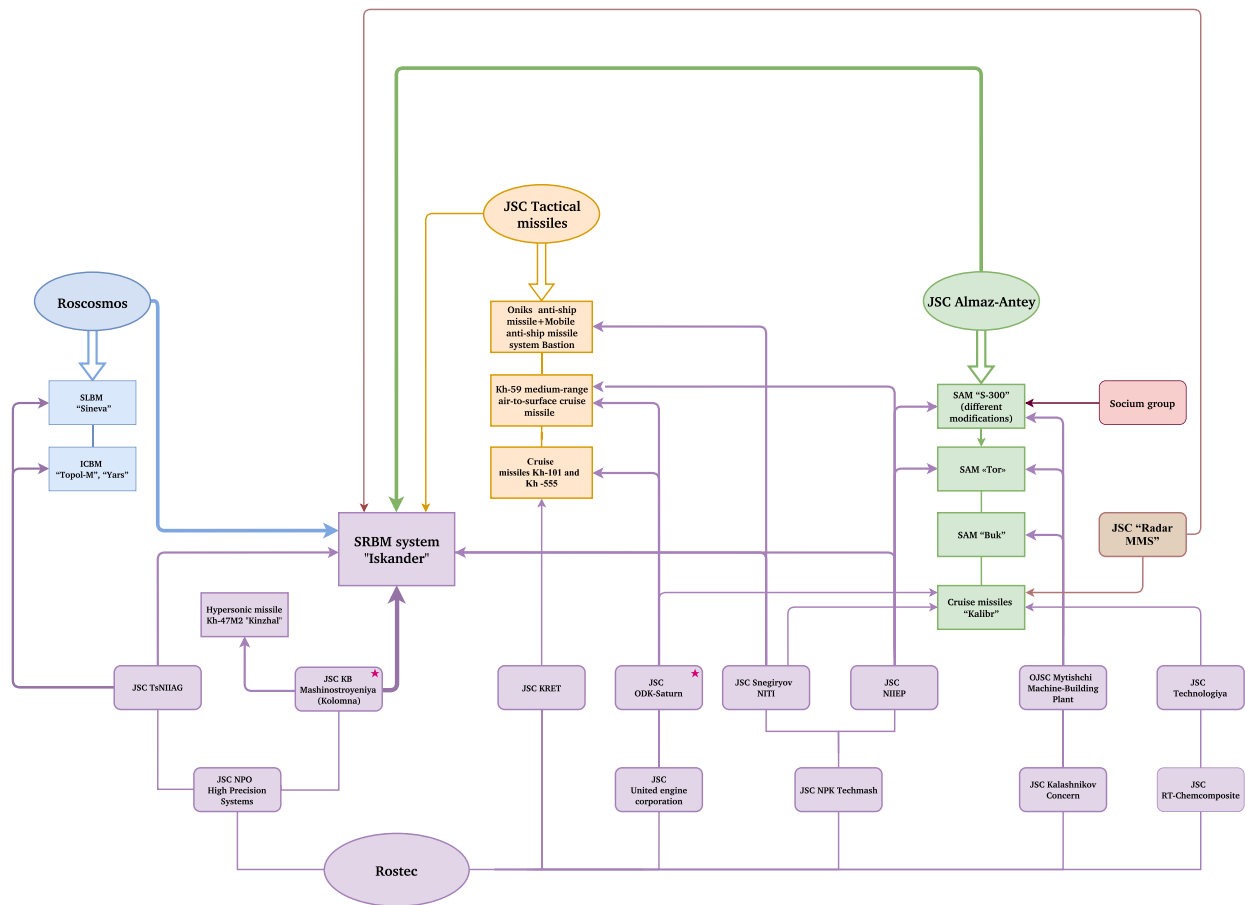 JSC Tactical
missiles
Roscosmos
JSC Almaz-Antey
Oniks anti-ship
missile+Mobile
anti-ship missile
system Bastion
SLBM
“Sineva”
Kh-59 medium-range
air-to-surface cruise
missile
SAM “S-300”
(different
modifications)
Socium group
ICBM
“Topol-M”, “Yars”
Cruise
missiles Kh-101 and
Kh -555
SAM «Tor»
SRBM system
"Iskander"
SAM “Buk”
JSC “Radar
MMS”
Hypersonic missile
Kh-47M2 "Kinzhal"
Cruise missiles
“Kalibr”
JSC TsNIIAG
JSC KB
Mashinostroyeniya
(Kolomna)
JSC KRET
JSC
ODK-Saturn
JSC Snegiryov
NITI
JSC
NIIEP
OJSC Mytishchi
Machine-Building
Plant
JSC
Technologiya
JSC NPO
High Precision
Systems
JSC
United engine
corporation
JSC NPK Techmash
JSC Kalashnikov
Concern
JSC
RT-Chemcomposite
Rostec